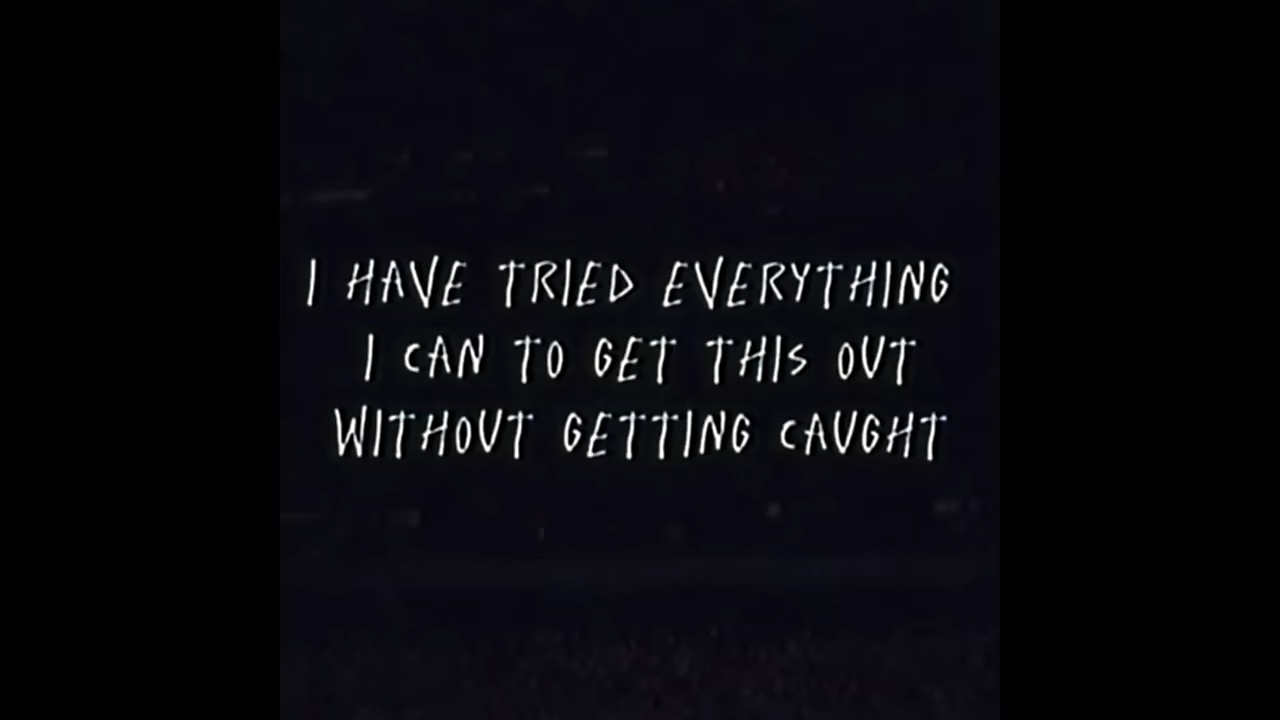 I HAVE TRIED EVERYTHING
I CAN TO GET THIS OUT
WITHOUT GETTING CAUGHT